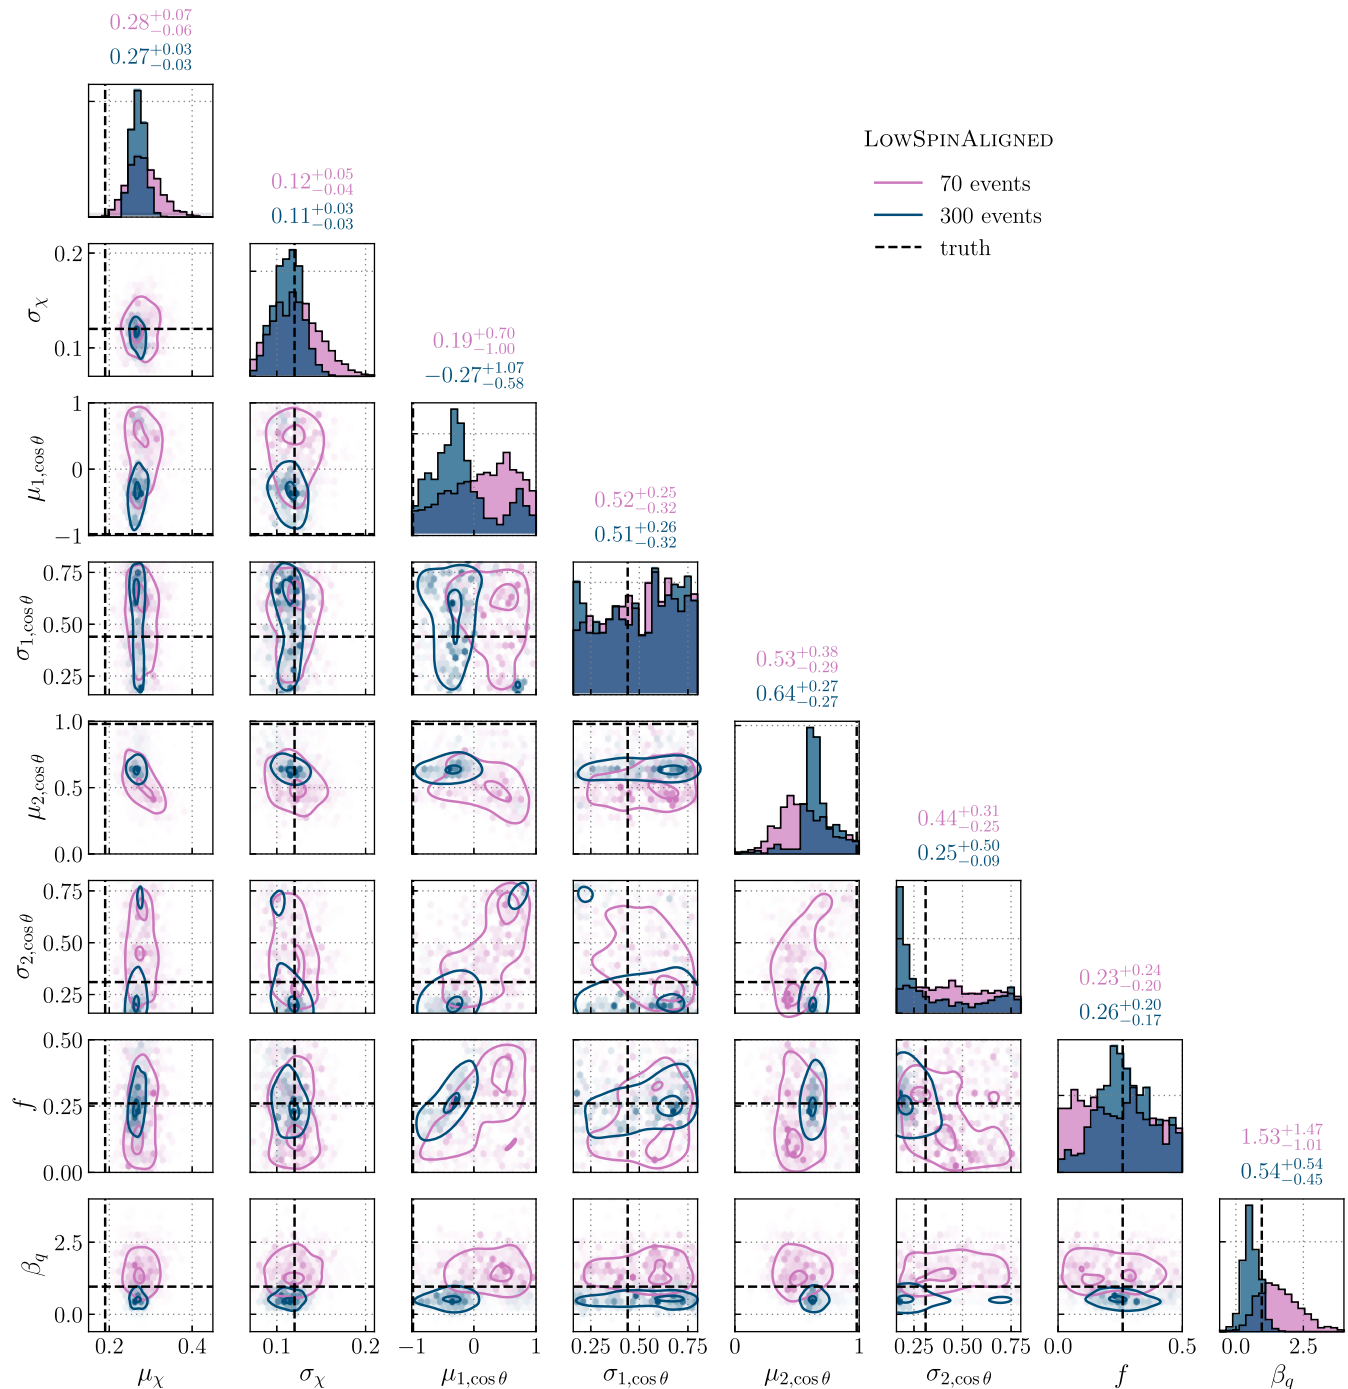 0.28^{+0.07}_{-0.06}
0.27^{+0.03}_{-0.03}
LOWSPINALIGNED
70 events
300 events
truth
0.12^{+0.05}_{-0.04}
0.11^{+0.03}_{-0.03}
0.2
0.1
σ_χ
0.19^{+0.70}_{-1.00}
−0.27^{+1.07}_{-0.58}
1
0
−1
μ_{1,cos θ}
0.52^{+0.25}_{-0.32}
0.51^{+0.26}_{-0.32}
0.75
0.50
0.25
σ_{1,cos θ}
0.53^{+0.38}_{-0.29}
0.64^{+0.27}_{-0.27}
1.0
0.5
0.0
μ_{2,cos θ}
0.44^{+0.31}_{-0.25}
0.25^{+0.50}_{-0.09}
0.75
0.50
0.25
σ_{2,cos θ}
0.23^{+0.24}_{-0.20}
0.26^{+0.20}_{-0.17}
0.50
0.25
0.00
f
1.53^{+1.47}_{-1.01}
0.54^{+0.54}_{-0.45}
2.5
0.0
β_q
0.2 0.4 0.1 0.2 −1 0 1 0.25 0.50 0.75 0 1 0.25 0.50 0.75 0.0 0.5 0.0 2.5
μ_χ σ_χ μ_{1,cos θ} σ_{1,cos θ} μ_{2,cos θ} σ_{2,cos θ} f β_q